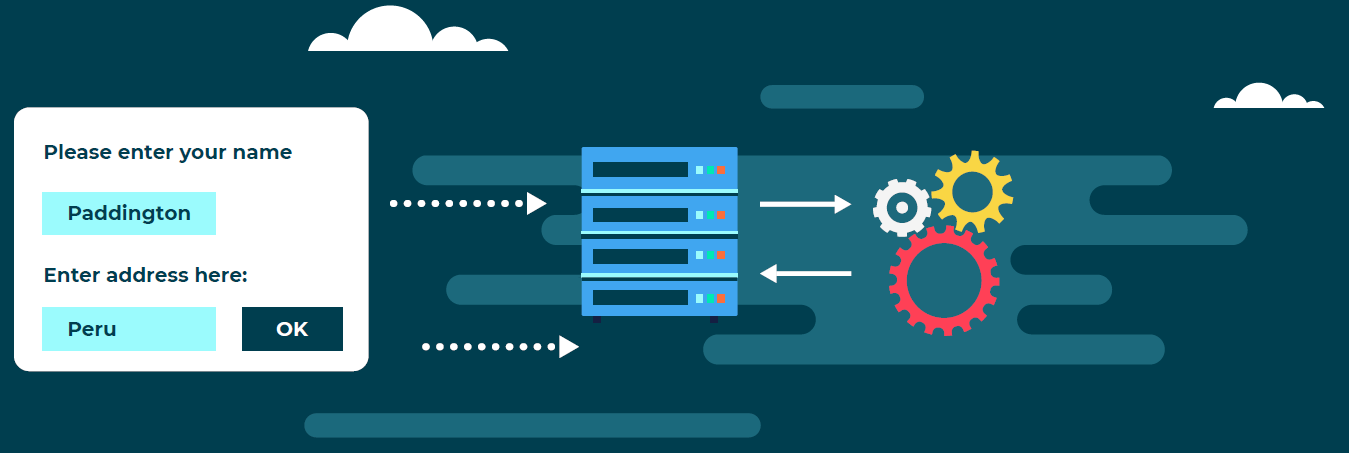 Please enter your name
Paddington
Enter address here:
Peru
OK